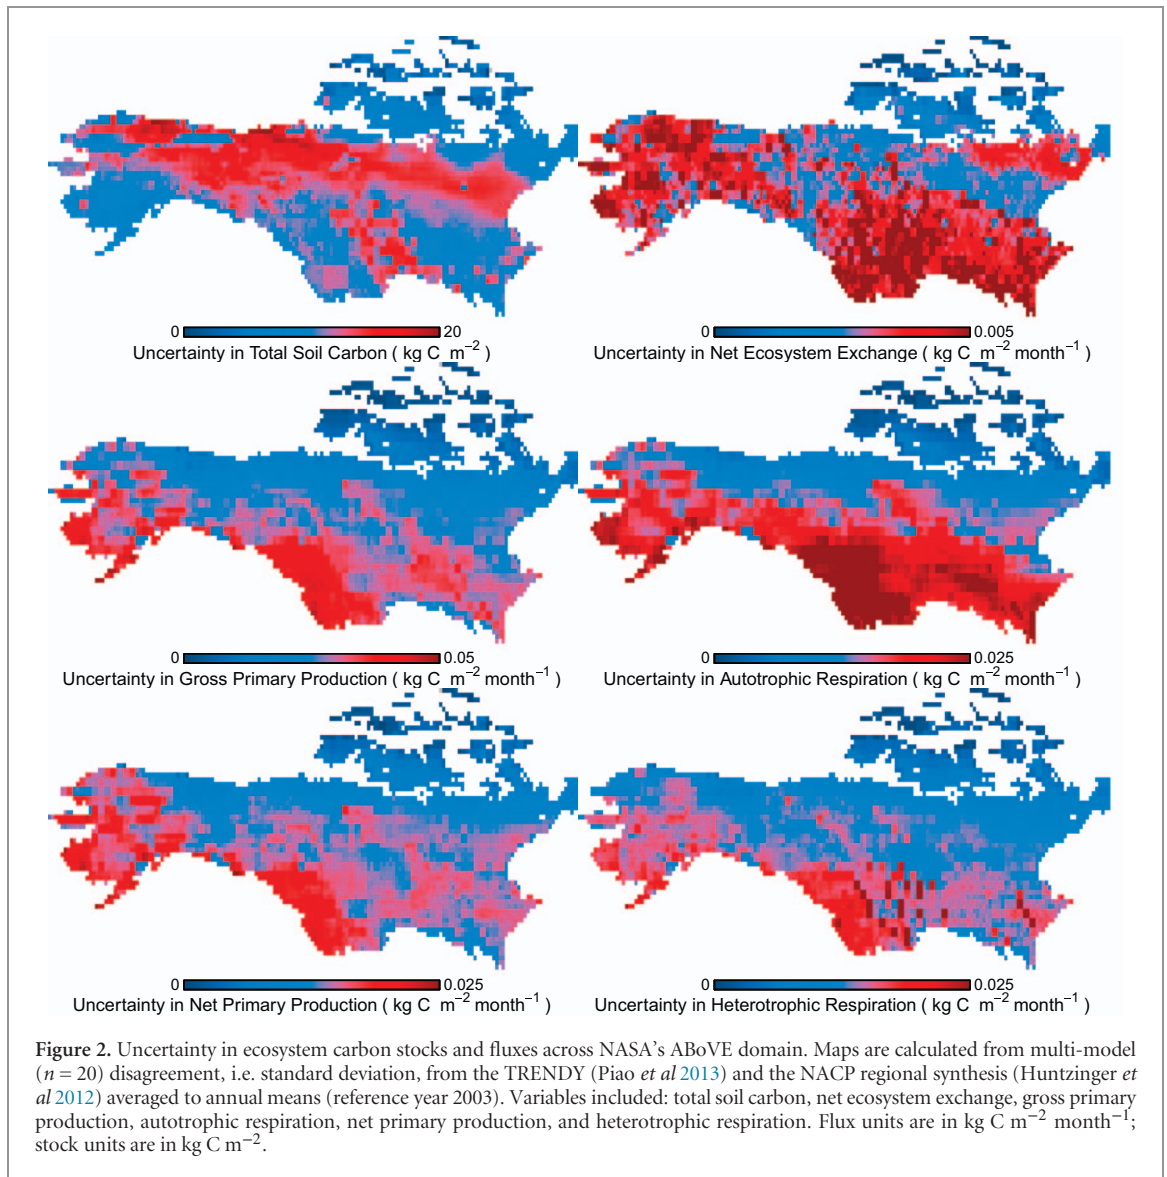 0 20
Uncertainty in Total Soil Carbon ( kg C m−2 )
0 0.005
Uncertainty in Net Ecosystem Exchange ( kg C m−2 month−1 )
0 0.05
Uncertainty in Gross Primary Production ( kg C m−2 month−1 )
0 0.025
Uncertainty in Autotrophic Respiration ( kg C m−2 month−1 )
0 0.025
Uncertainty in Net Primary Production ( kg C m−2 month−1 )
0 0.025
Uncertainty in Heterotrophic Respiration ( kg C m−2 month−1 )
Figure 2. Uncertainty in ecosystem carbon stocks and fluxes across NASA's ABoVE domain. Maps are calculated from multi-model
(n = 20) disagreement, i.e. standard deviation, from the TRENDY (Piao et al 2013) and the NACP regional synthesis (Huntzinger et
al 2012) averaged to annual means (reference year 2003). Variables included: total soil carbon, net ecosystem exchange, gross primary
production, autotrophic respiration, net primary production, and heterotrophic respiration. Flux units are in kg C m−2 month−1;
stock units are in kg C m−2.